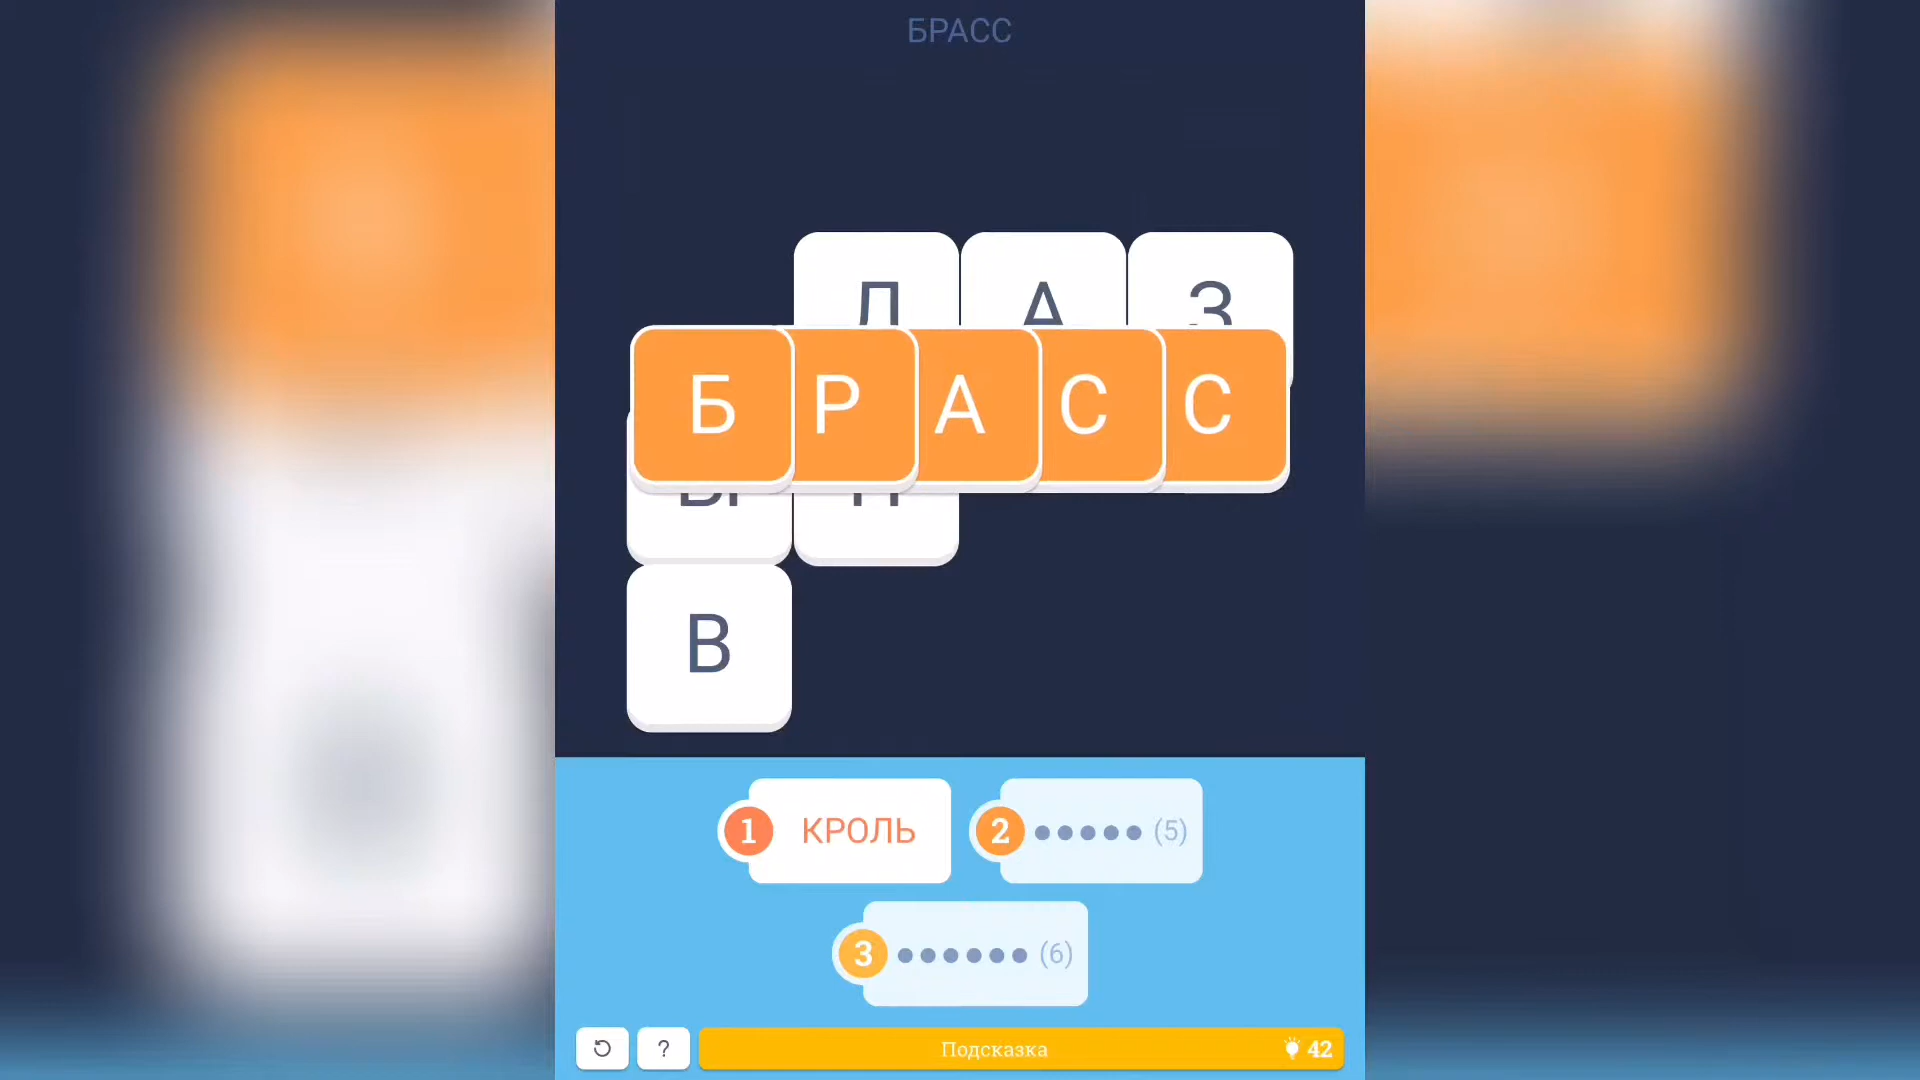 БРАСС
Л А З
Б Р А С С
В
1 КРОЛЬ 2 ••••• (5)
3 •••••• (6)
? Подсказка 42